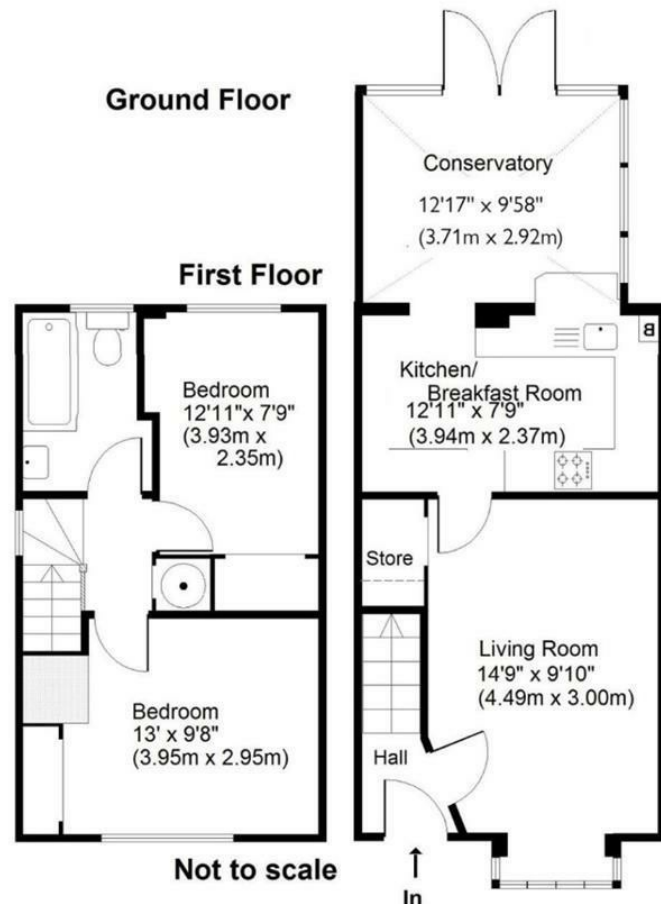 Ground Floor
Conservatory
12'17" x 9'58"
(3.71m x 2.92m)
First Floor
Bedroom
12'11"x 7'9"
(3.93m x
2.35m)
Kitchen/
Breakfast Room
12'11" x 7'9"
(3.94m x 2.37m)
B
Store
Living Room
14'9" x 9'10"
(4.49m x 3.00m)
Bedroom
13' x 9'8"
(3.95m x 2.95m)
Hall
Not to scale
In